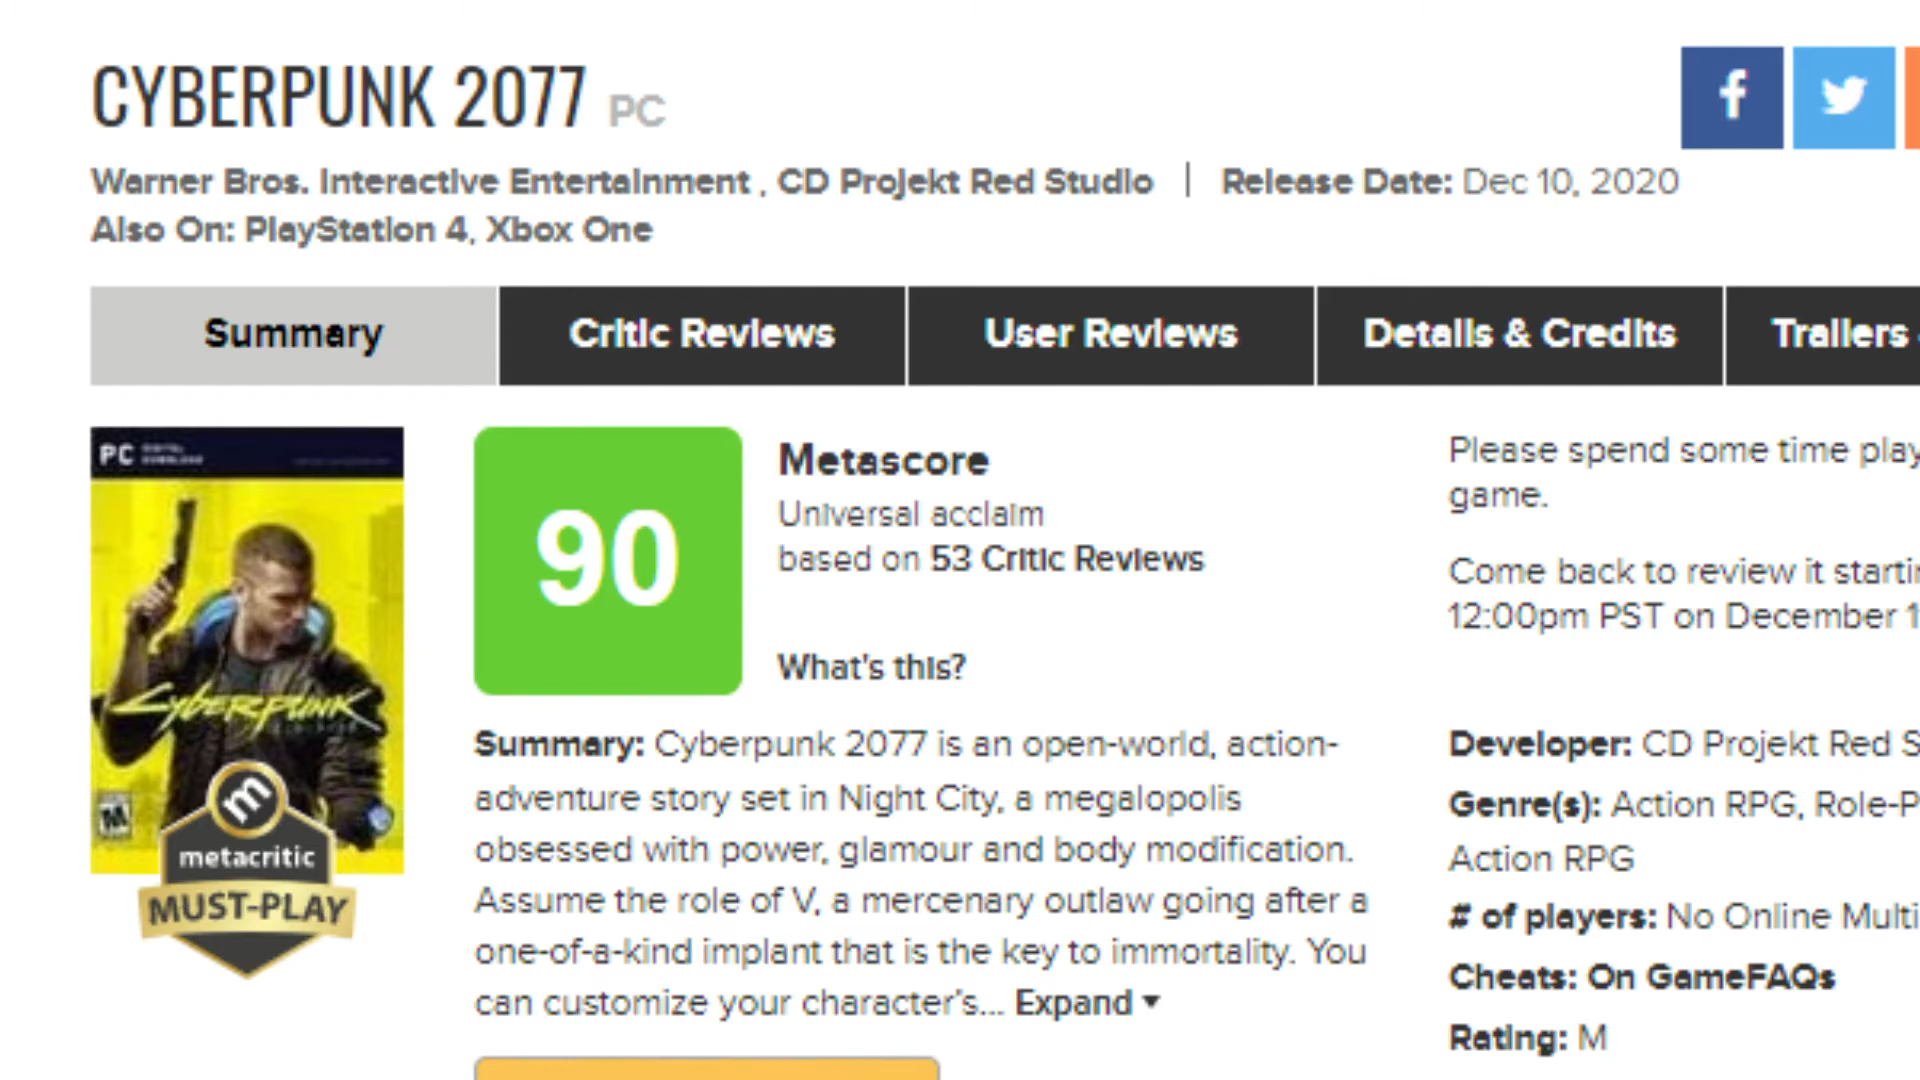 CYBERPUNK 2077 PC
Warner Bros. Interactive Entertainment , CD Projekt Red Studio | Release Date: Dec 10, 2020
Also On: PlayStation 4, Xbox One
Summary
Critic Reviews
User Reviews
Details & Credits
Trailers
PC
CYBERPUNK
M
metacritic
MUST-PLAY
90
Metascore
Universal acclaim
based on 53 Critic Reviews
What's this?
Summary: Cyberpunk 2077 is an open-world, action-
adventure story set in Night City, a megalopolis
obsessed with power, glamour and body modification.
Assume the role of V, a mercenary outlaw going after a
one-of-a-kind implant that is the key to immortality. You
can customize your character's... Expand
Please spend some time play
game.
Come back to review it starti
12:00pm PST on December 1
Developer: CD Projekt Red S
Genre(s): Action RPG, Role-P
Action RPG
# of players: No Online Multi
Cheats: On GameFAQs
Rating: M